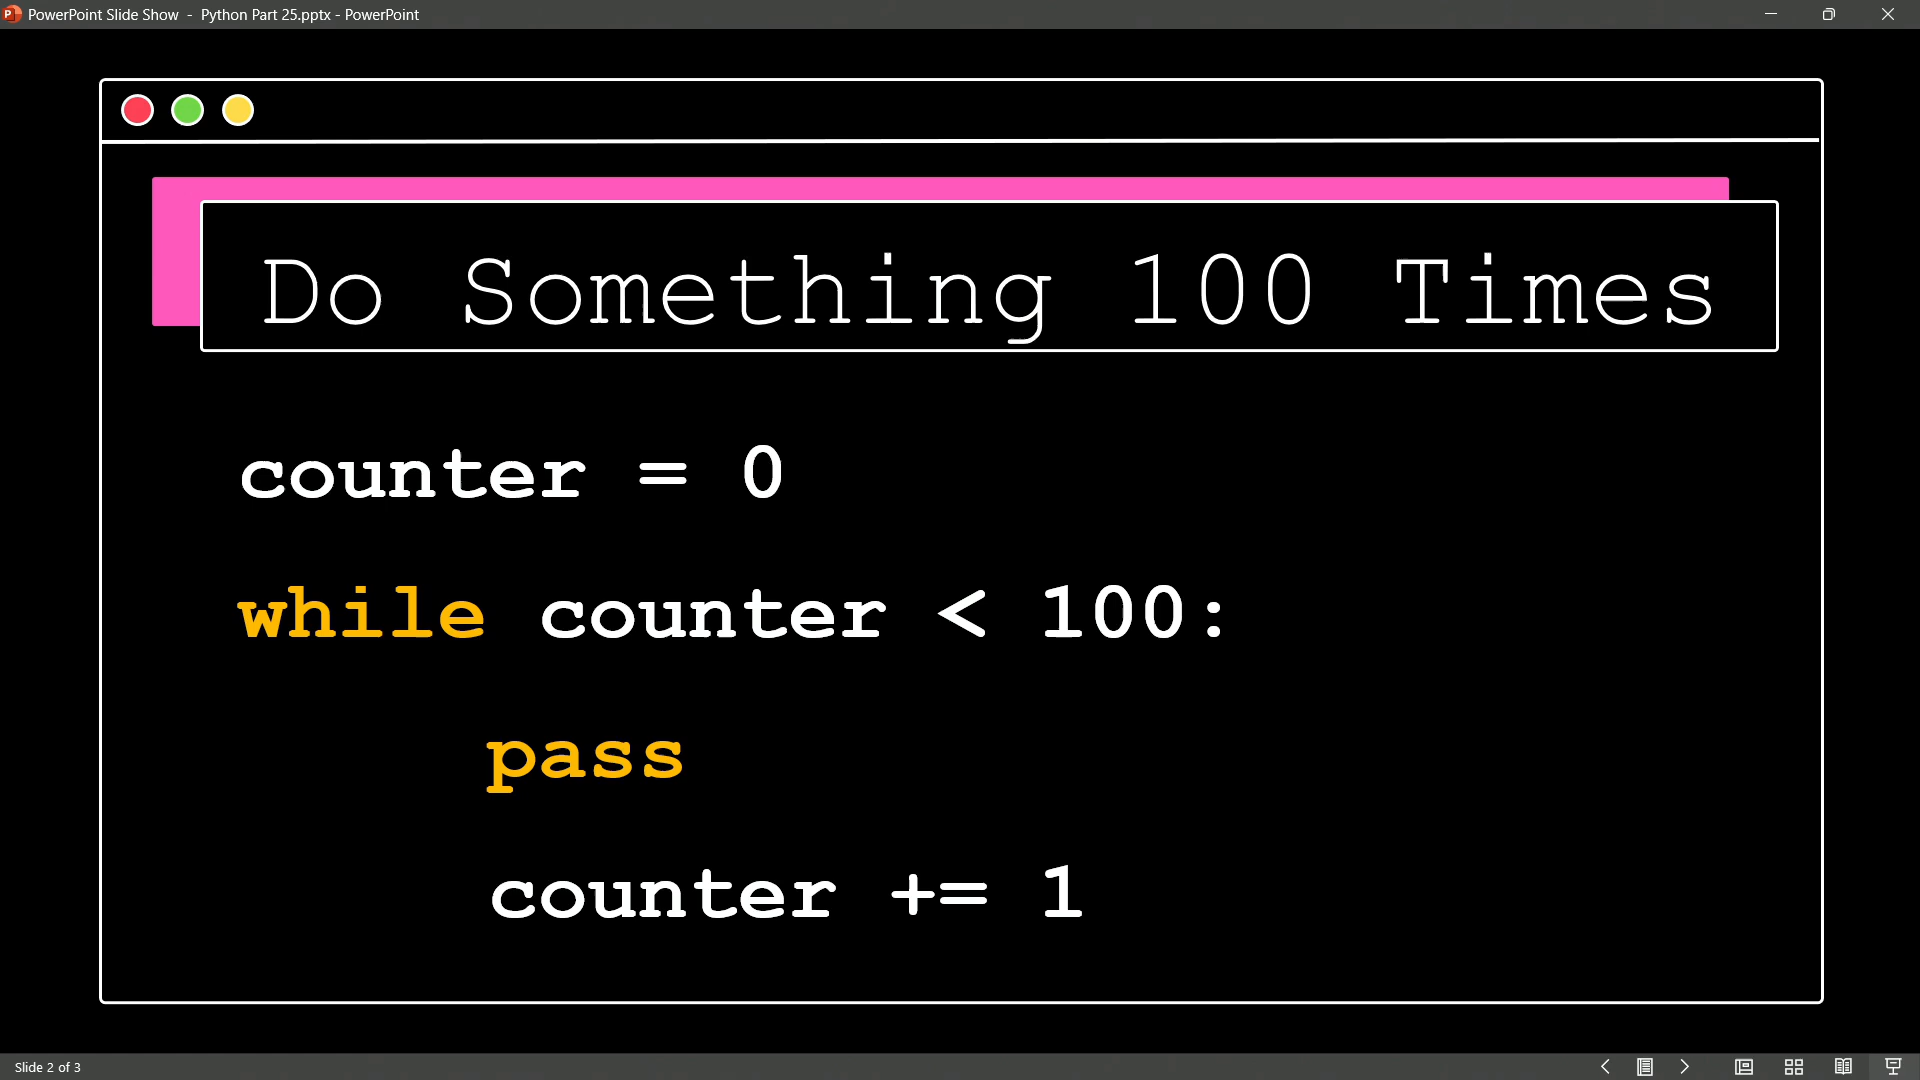 PowerPoint Slide Show - Python Part 25.pptx - PowerPoint
Do Something 100 Times
counter = 0
while counter < 100:
pass
counter += 1
Slide 2 of 3